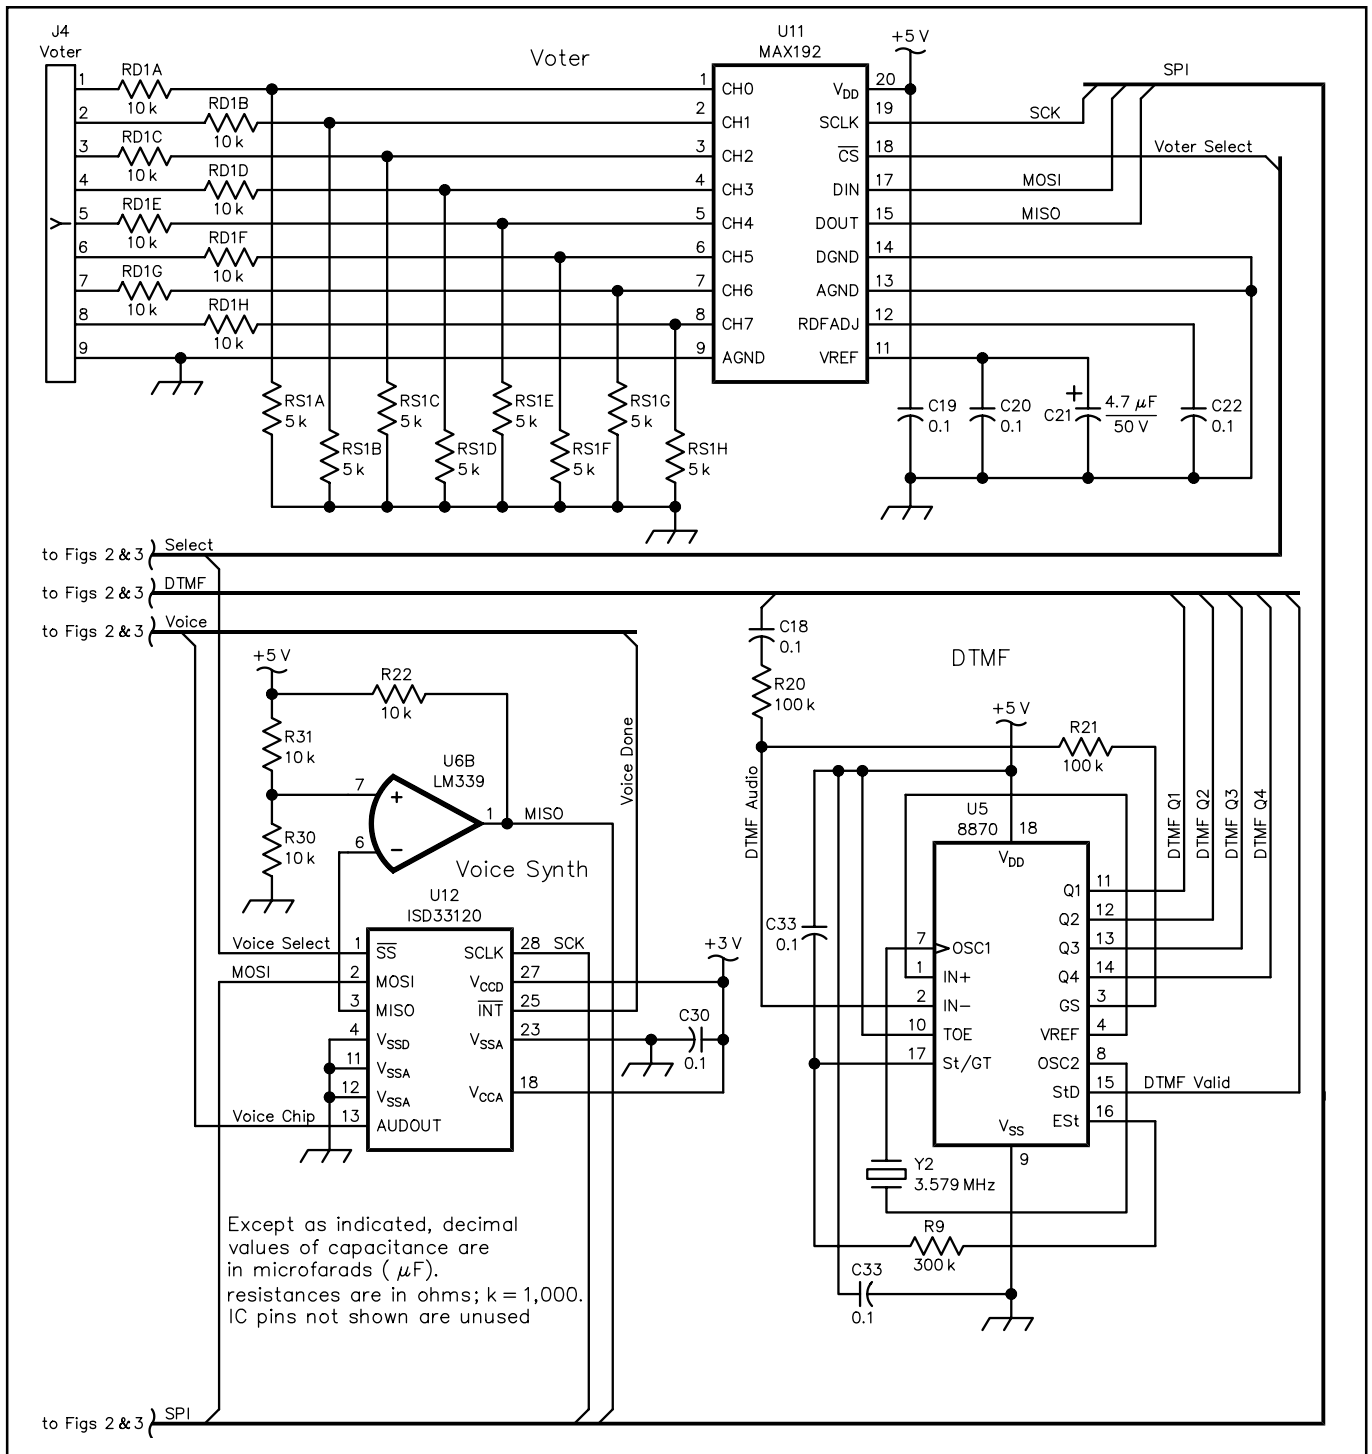 J4
Voter
Voter
U11
MAX192
+5 V
SPI
1
RD1A
10 k
1
CH0
VDD
20
2
RD1B
10 k
2
CH1
SCLK
19
SCK
3
RD1C
10 k
3
CH2
CS
18
Voter Select
4
RD1D
10 k
4
CH3
DIN
17
MOSI
5
RD1E
10 k
5
CH4
DOUT
15
MISO
6
RD1F
10 k
6
CH5
DGND
14
7
RD1G
10 k
7
CH6
AGND
13
8
RD1H
10 k
8
CH7
RDFADJ
12
9
9
AGND
VREF
11
RS1A
5 k
RS1B
5 k
RS1C
5 k
RS1D
5 k
RS1E
5 k
RS1F
5 k
RS1G
5 k
RS1H
5 k
C19
0.1
C20
0.1
+
C21
4.7 μF
50 V
C22
0.1
to Figs 2 & 3
Select
to Figs 2 & 3
DTMF
to Figs 2 & 3
Voice
+5 V
R22
10 k
R31
10 k
R30
10 k
U6B
LM339
7
+
6
−
1
MISO
Voice Done
Voice Synth
U12
ISD33120
Voice Select
1
SS
SCLK
28
SCK
MOSI
2
MOSI
VCCD
27
3
MISO
INT
25
4
VSSD
VSSA
23
11
VSSA
12
VSSA
VCCA
18
Voice Chip
13
AUDOUT
+3 V
C30
0.1
C18
0.1
R20
100 k
DTMF
+5 V
R21
100 k
DTMF Audio
DTMF Q1
DTMF Q2
DTMF Q3
DTMF Q4
U5
8870
18
VDD
C33
0.1
Q1
11
Q2
12
7
OSC1
Q3
13
1
IN+
Q4
14
2
IN−
GS
3
10
TOE
VREF
4
17
St/GT
OSC2
8
StD
15
DTMF Valid
ESt
16
VSS
9
Y2
3.579 MHz
R9
300 k
C33
0.1
Except as indicated, decimal
values of capacitance are
in microfarads ( μF).
resistances are in ohms; k = 1,000.
IC pins not shown are unused
to Figs 2 & 3
SPI